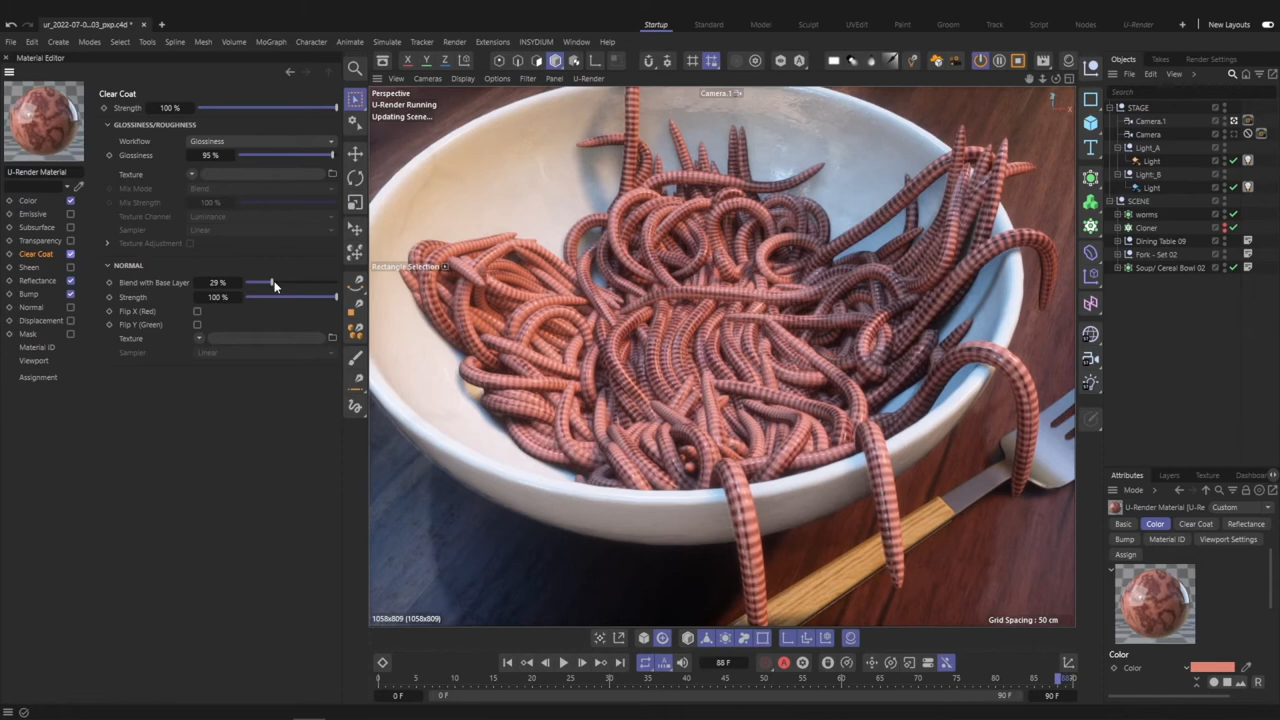 ur_2022-07-0...03_pxp.c4d *
Startup
Standard
Model
Sculpt
UVEdit
Paint
Groom
Track
Script
Nodes
U-Render
New Layouts
File
Edit
Create
Modes
Select
Tools
Spline
Mesh
Volume
MoGraph
Character
Animate
Simulate
Tracker
Render
Extensions
INSYDIUM
Window
Help
Material Editor
U-Render Material
Color
Emissive
Subsurface
Transparency
Clear Coat
Sheen
Reflectance
Bump
Normal
Displacement
Mask
Material ID
Viewport
Assignment
Clear Coat
Strength 100 %
GLOSSINESS/ROUGHNESS
Workflow Glossiness
Glossiness 95 %
Texture
Mix Mode Blend
Mix Strength 100 %
Texture Channel Luminance
Sampler Linear
Texture Adjustment
NORMAL
Blend with Base Layer 29 %
Strength 100 %
Flip X (Red)
Flip Y (Green)
Texture
Sampler Linear
X Y Z
View
Cameras
Display
Options
Filter
Panel
U-Render
Perspective
U-Render Running
Updating Scene...
Camera.1
Rectangle Selection
1058x809 (1058x809)
Grid Spacing : 50 cm
88 F
0 5 10 15 20 25 30 35 40 45 50 55 60 65 70 75 80 85 88 90
0 F
0 F
90 F
90 F
Objects
Takes
Render Settings
File
Edit
View
Search
STAGE
Camera.1
Camera
Light_A
Light
Light:_B
Light
SCENE
worms
Cloner
Dining Table 09
Fork - Set 02
Soup/ Cereal Bowl 02
Attributes
Layers
Texture
Dashboar
Mode
U-Render Material [U-Re
Custom
Basic
Color
Clear Coat
Reflectance
Bump
Material ID
Viewport Settings
Assign
Color
Color
R